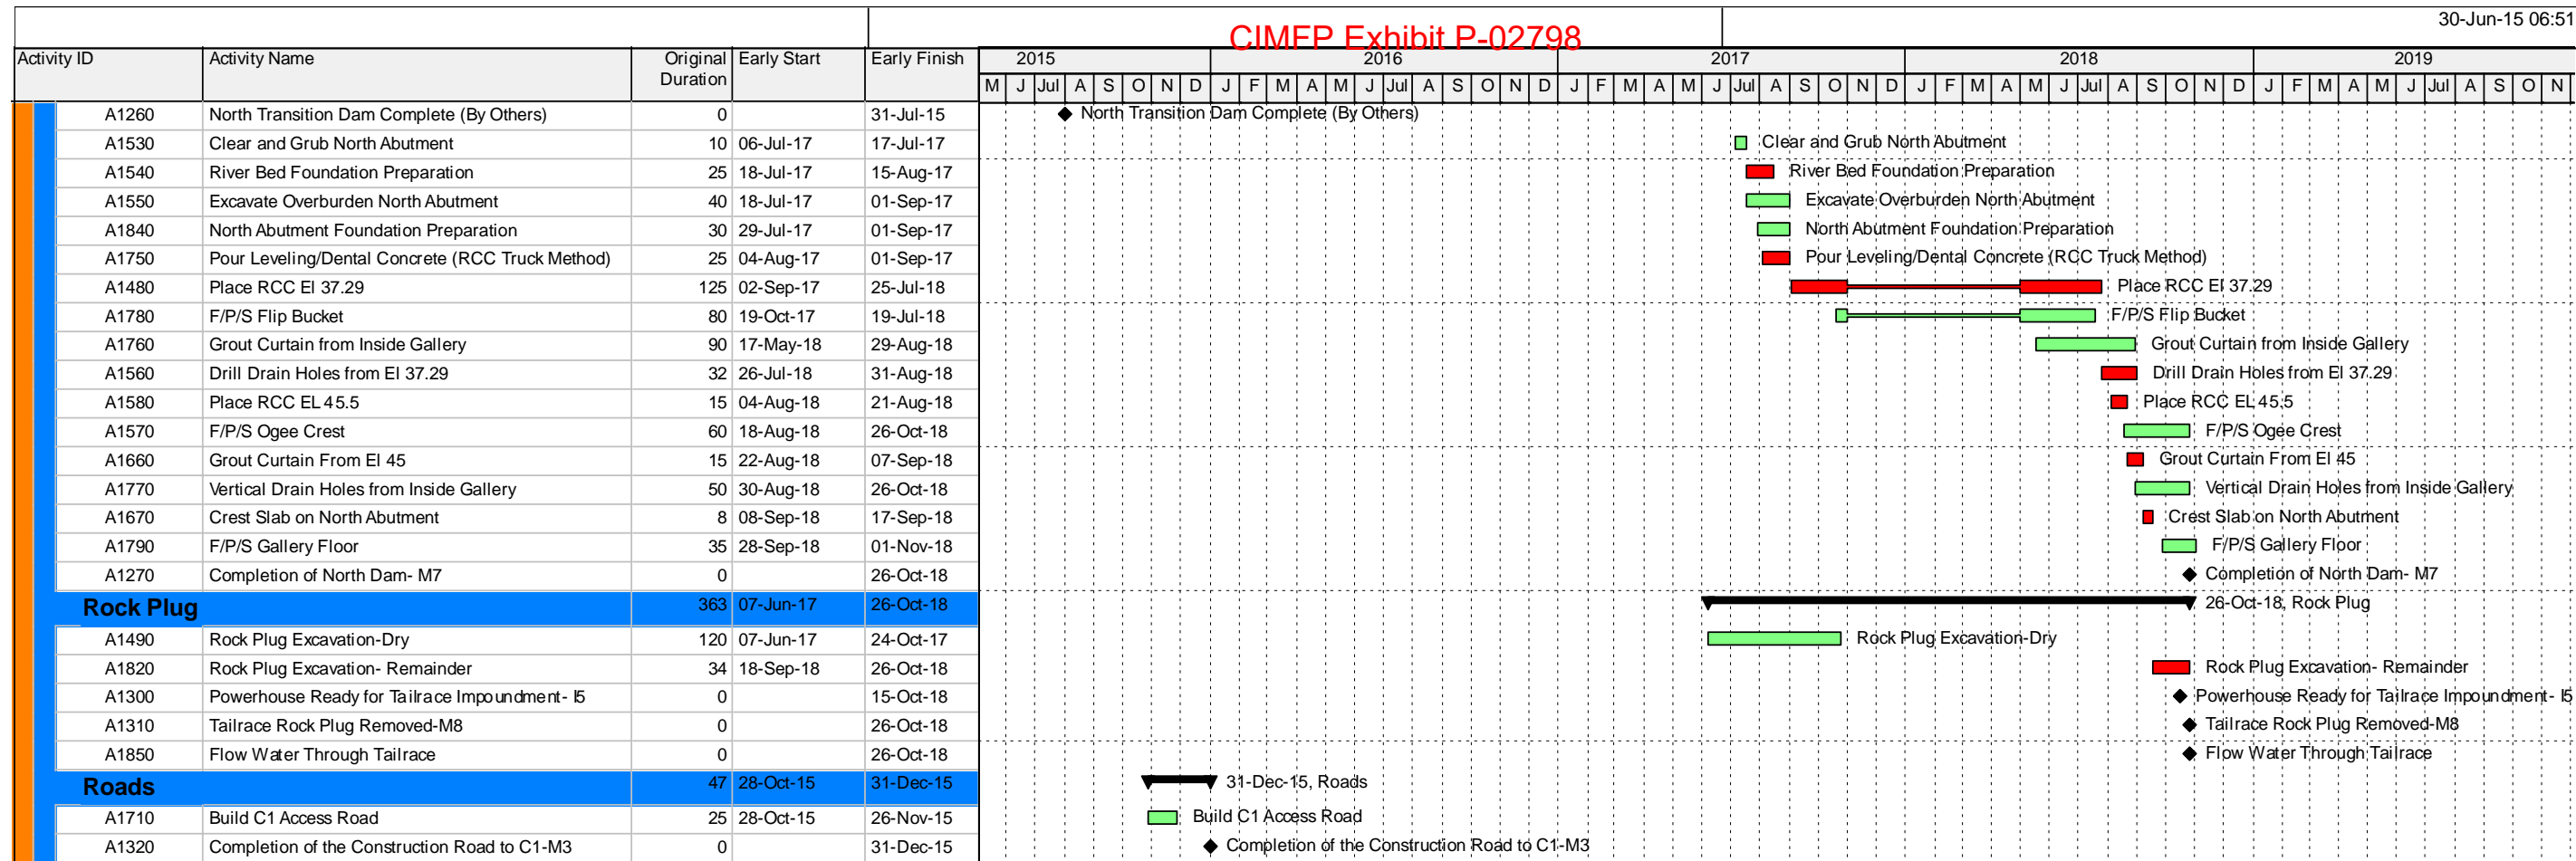 30-Jun-15 06:51
CIMFP Exhibit P-02798
Activity ID Activity Name Original Duration Early Start Early Finish 2015 2016 2017 2018 2019
M J Jul A S O N D J F M A M J Jul A S O N D J F M A M J Jul A S O N D J F M A M J Jul A S O N D J F M A M J Jul A S O N
A1260 North Transition Dam Complete (By Others) 0 31-Jul-15 North Transition Dam Complete (By Others)
A1530 Clear and Grub North Abutment 10 06-Jul-17 17-Jul-17 Clear and Grub North Abutment
A1540 River Bed Foundation Preparation 25 18-Jul-17 15-Aug-17 River Bed Foundation Preparation
A1550 Excavate Overburden North Abutment 40 18-Jul-17 01-Sep-17 Excavate Overburden North Abutment
A1840 North Abutment Foundation Preparation 30 29-Jul-17 01-Sep-17 North Abutment Foundation Preparation
A1750 Pour Leveling/Dental Concrete (RCC Truck Method) 25 04-Aug-17 01-Sep-17 Pour Leveling/Dental Concrete (RCC Truck Method)
A1480 Place RCC El 37.29 125 02-Sep-17 25-Jul-18 Place RCC El 37.29
A1780 F/P/S Flip Bucket 80 19-Oct-17 19-Jul-18 F/P/S Flip Bucket
A1760 Grout Curtain from Inside Gallery 90 17-May-18 29-Aug-18 Grout Curtain from Inside Gallery
A1560 Drill Drain Holes from El 37.29 32 26-Jul-18 31-Aug-18 Drill Drain Holes from El 37.29
A1580 Place RCC EL 45.5 15 04-Aug-18 21-Aug-18 Place RCC EL 45.5
A1570 F/P/S Ogee Crest 60 18-Aug-18 26-Oct-18 F/P/S Ogee Crest
A1660 Grout Curtain From El 45 15 22-Aug-18 07-Sep-18 Grout Curtain From El 45
A1770 Vertical Drain Holes from Inside Gallery 50 30-Aug-18 26-Oct-18 Vertical Drain Holes from Inside Gallery
A1670 Crest Slab on North Abutment 8 08-Sep-18 17-Sep-18 Crest Slab on North Abutment
A1790 F/P/S Gallery Floor 35 28-Sep-18 01-Nov-18 F/P/S Gallery Floor
A1270 Completion of North Dam- M7 0 26-Oct-18 Completion of North Dam- M7
Rock Plug 363 07-Jun-17 26-Oct-18 26-Oct-18, Rock Plug
A1490 Rock Plug Excavation-Dry 120 07-Jun-17 24-Oct-17 Rock Plug Excavation-Dry
A1820 Rock Plug Excavation- Remainder 34 18-Sep-18 26-Oct-18 Rock Plug Excavation- Remainder
A1300 Powerhouse Ready for Tailrace Impoundment- I5 0 15-Oct-18 Powerhouse Ready for Tailrace Impoundment- I5
A1310 Tailrace Rock Plug Removed-M8 0 26-Oct-18 Tailrace Rock Plug Removed-M8
A1850 Flow Water Through Tailrace 0 26-Oct-18 Flow Water Through Tailrace
Roads 47 28-Oct-15 31-Dec-15 31-Dec-15, Roads
A1710 Build C1 Access Road 25 28-Oct-15 26-Nov-15 Build C1 Access Road
A1320 Completion of the Construction Road to C1-M3 0 31-Dec-15 Completion of the Construction Road to C1-M3